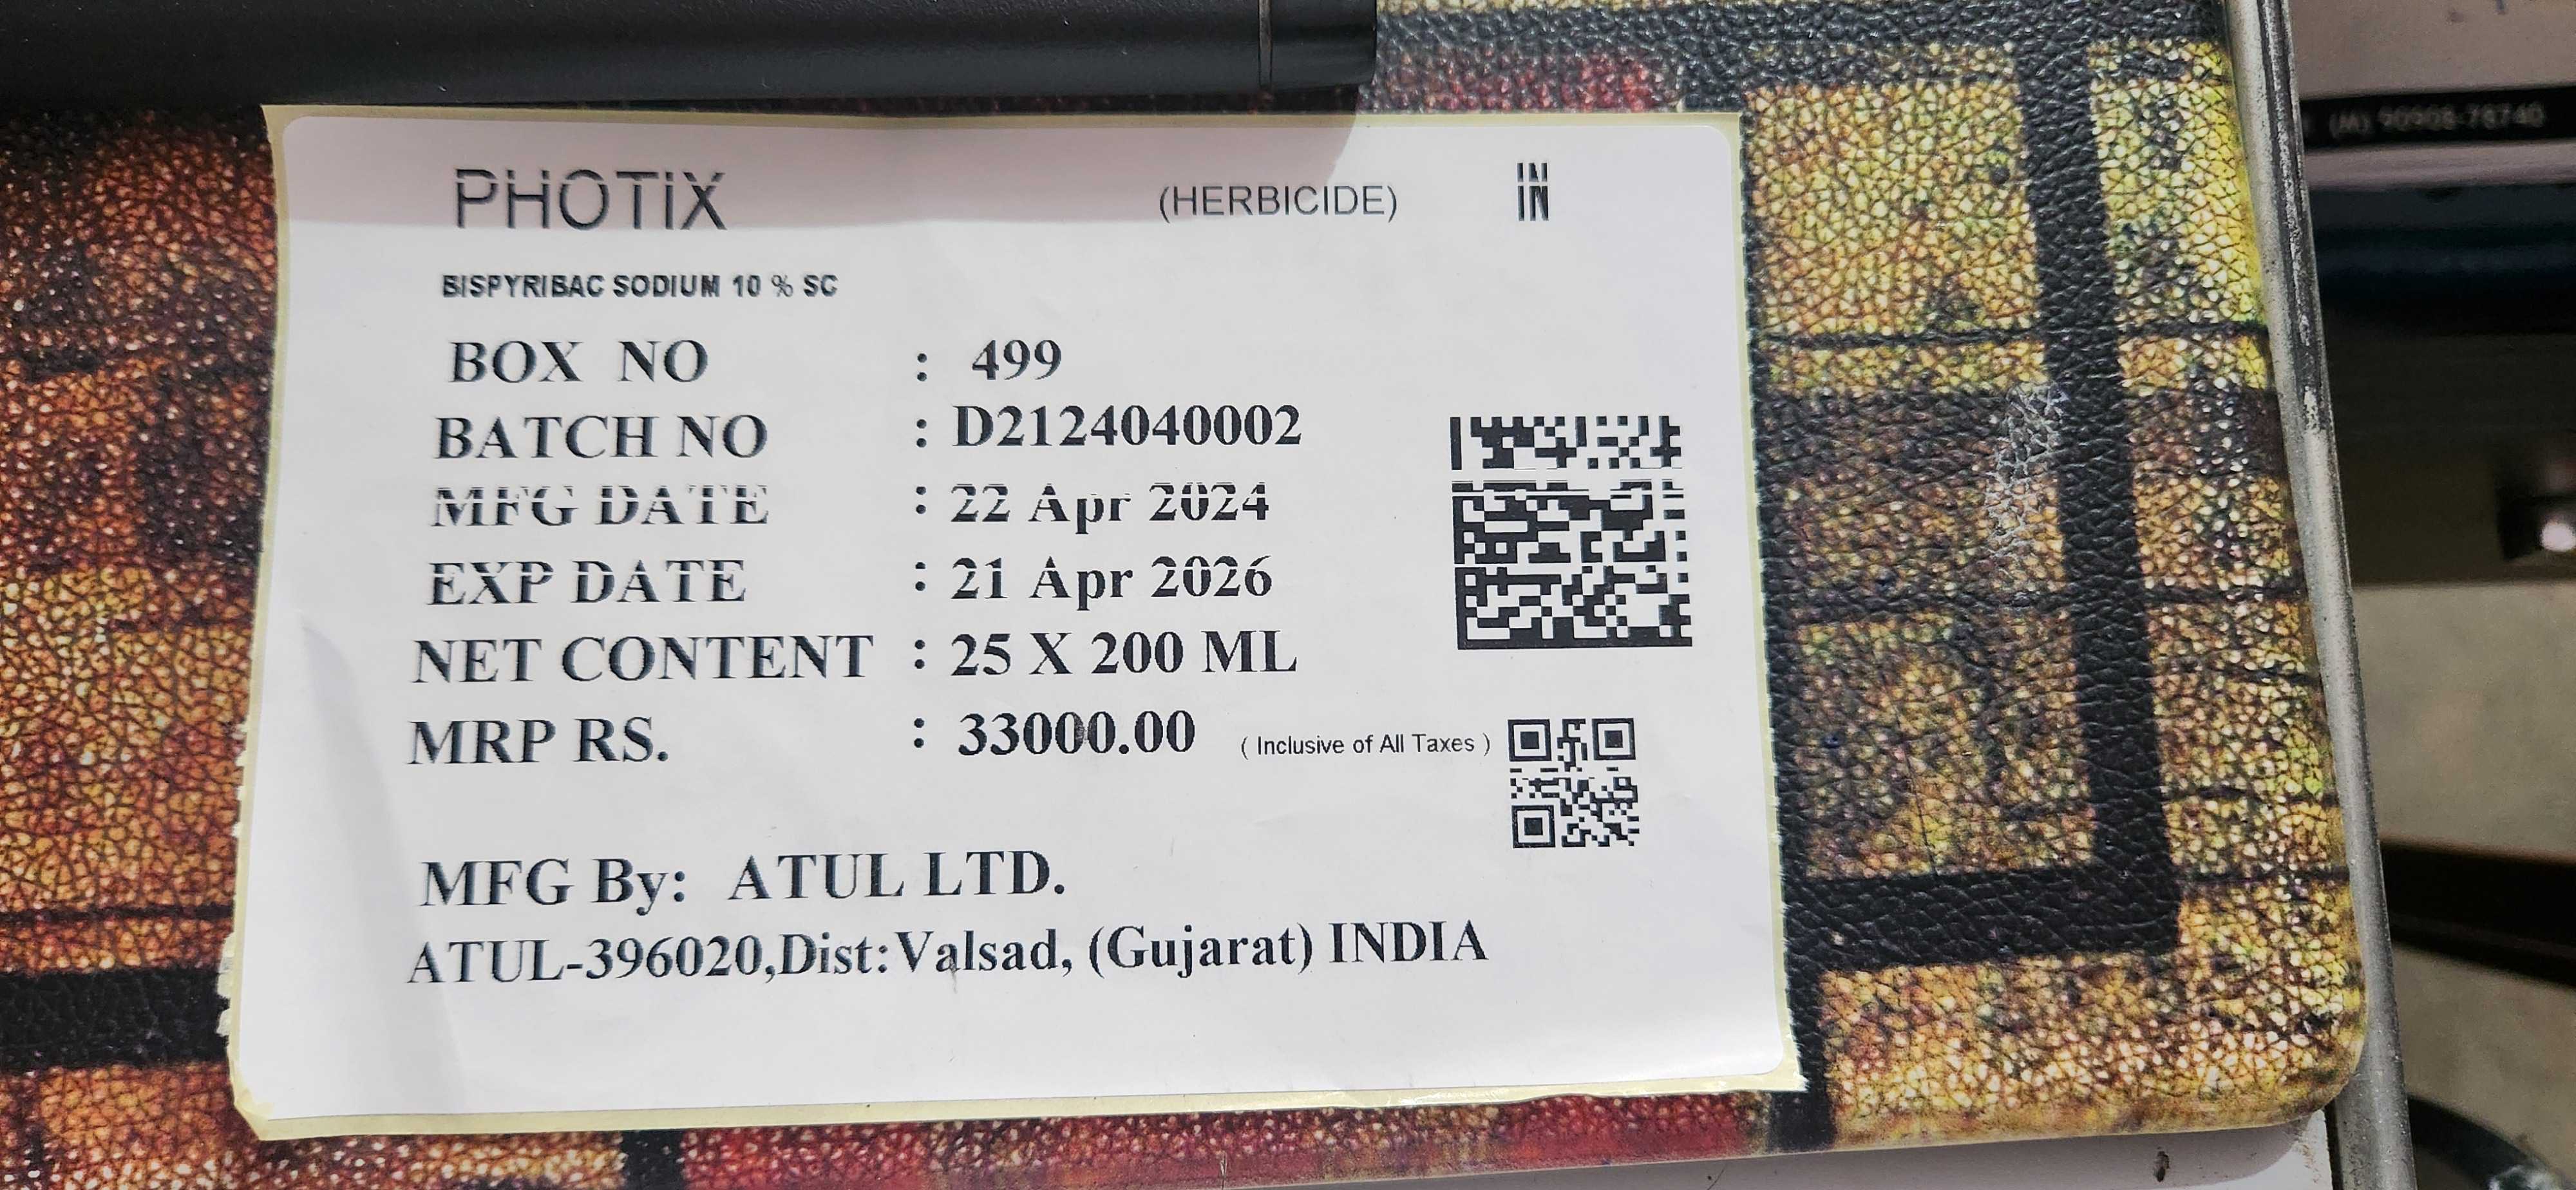 PHOTIX (HERBICIDE) IN
BISPYRIBAC SODIUM 10 % SC
BOX NO : 499
BATCH NO : D2124040002
MFG DATE : 22 Apr 2024
EXP DATE : 21 Apr 2026
NET CONTENT : 25 X 200 ML
MRP RS. : 33000.00 ( Inclusive of All Taxes )
MFG By: ATUL LTD.
ATUL-396020,Dist:Valsad, (Gujarat) INDIA